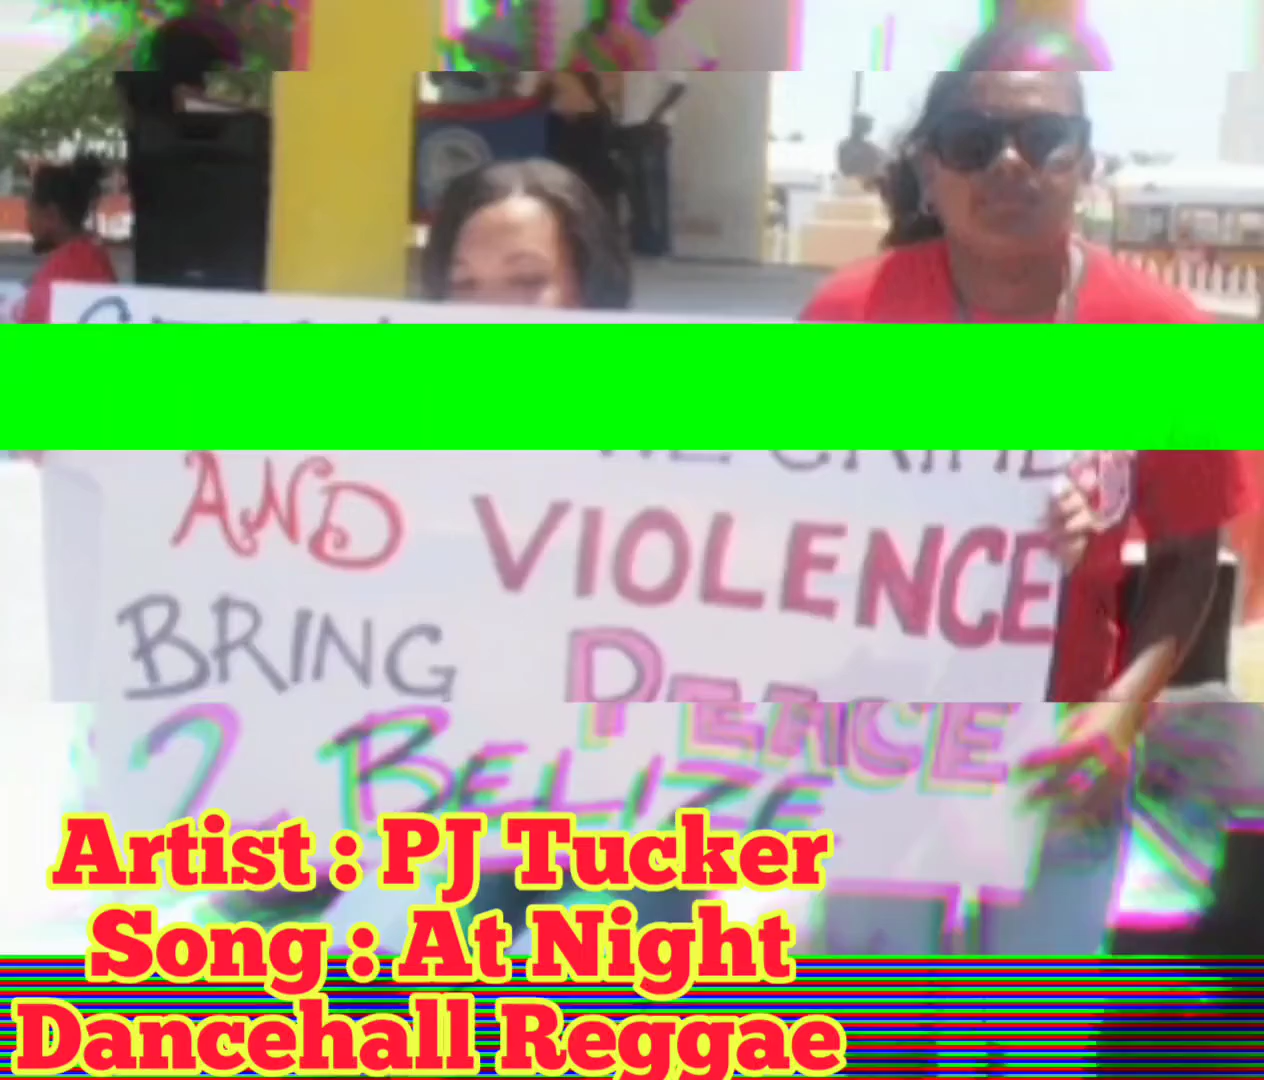 AND VIOLENCE
BRING PEACE
2 BELIZE
Artist : PJ Tucker
Song : At Night
Dancehall Reggae